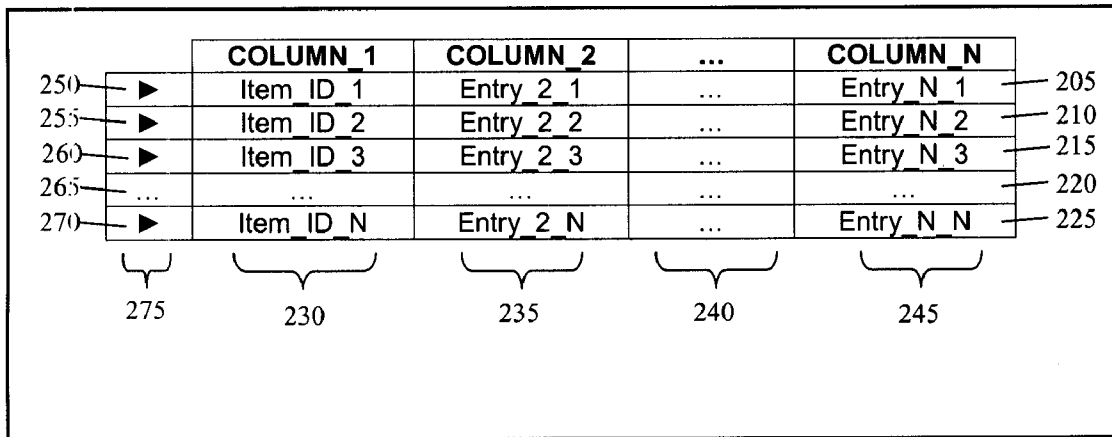 COLUMN_1 COLUMN_2 ... COLUMN_N
250 ► Item_ID_1 Entry_2_1 ... Entry_N_1 205
255 ► Item_ID_2 Entry_2_2 ... Entry_N_2 210
260 ► Item_ID_3 Entry_2_3 ... Entry_N_3 215
265 ... ... ... ... ... 220
270 ► Item_ID_N Entry_2_N ... Entry_N_N 225
275 230 235 240 245